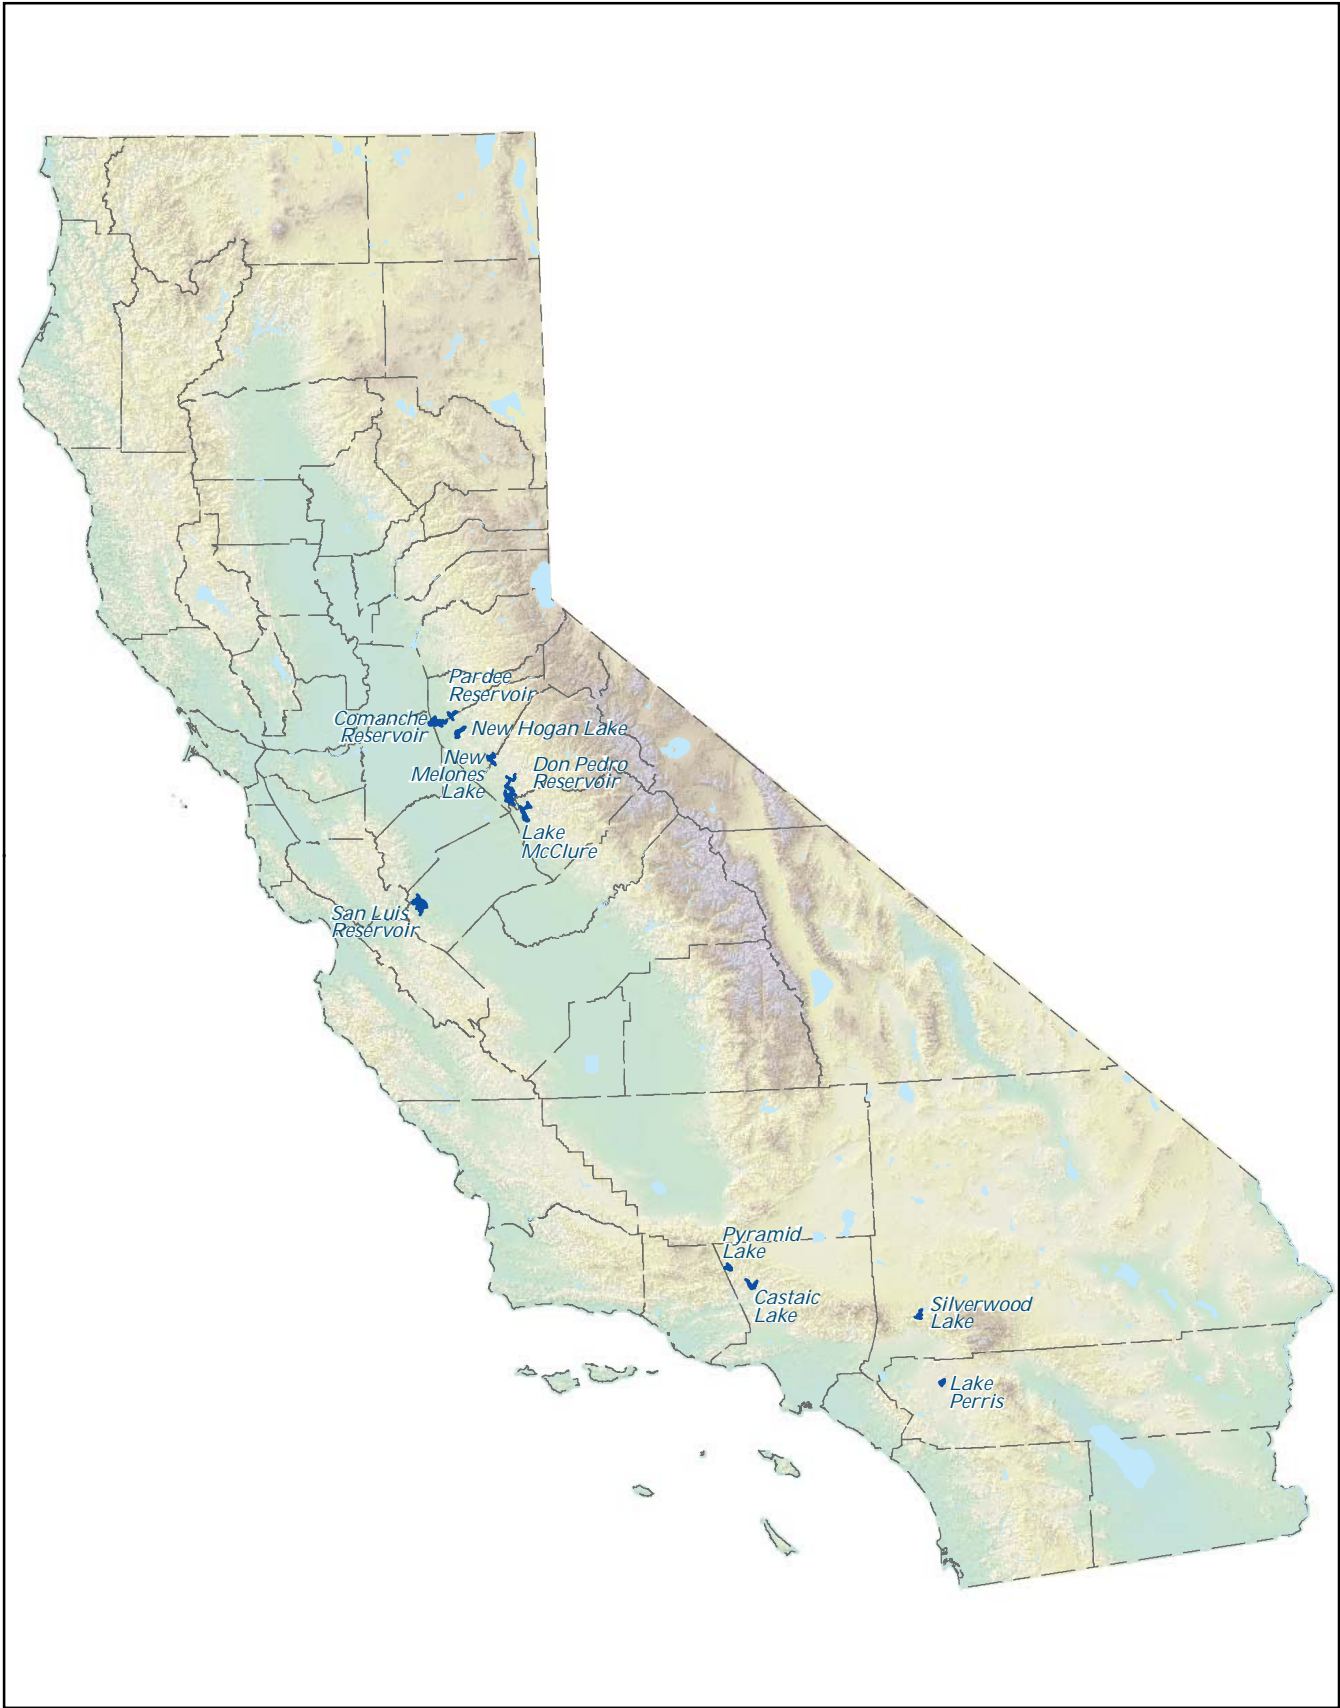 Pardee
Reservoir
Comanche
Reservoir
New Hogan Lake
New
Melones
Lake
Don Pedro
Reservoir
Lake
McClure
San Luis
Reservoir
Pyramid
Lake
Castaic
Lake
Silverwood
Lake
Lake
Perris